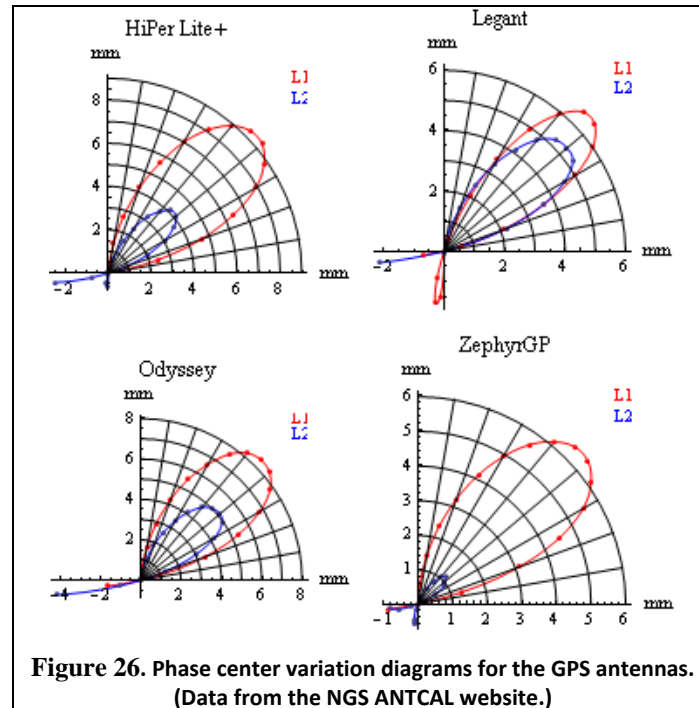 HiPer Lite+
mm
L1
L2
8
6
4
2
mm
-2 2 4 6 8
Legant
mm
6
L1
L2
4
2
mm
-2 2 4 6
Odyssey
mm
8
L1
L2
6
4
2
mm
-4 -2 2 4 6 8
ZephyrGP
mm
6
L1
L2
5
4
3
2
1
mm
-1 1 2 3 4 5 6
Figure 26. Phase center variation diagrams for the GPS antennas.
(Data from the NGS ANTCAL website.)